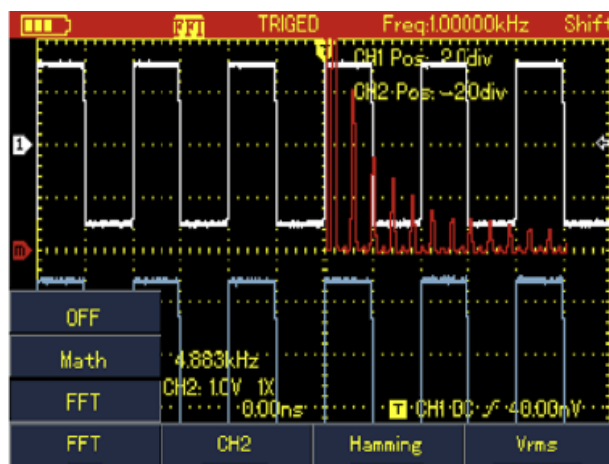 FFT TRIGED Freq:1.00000kHz Shift
CH1 Pos: 2.0div
CH2 Pos: -2.0div
1
m
OFF
Math 4.883kHz
CH2: 1.0V 1X
FFT 0.00ns T CH1 DC 40.00mV
FFT CH2 Hamming Vrms